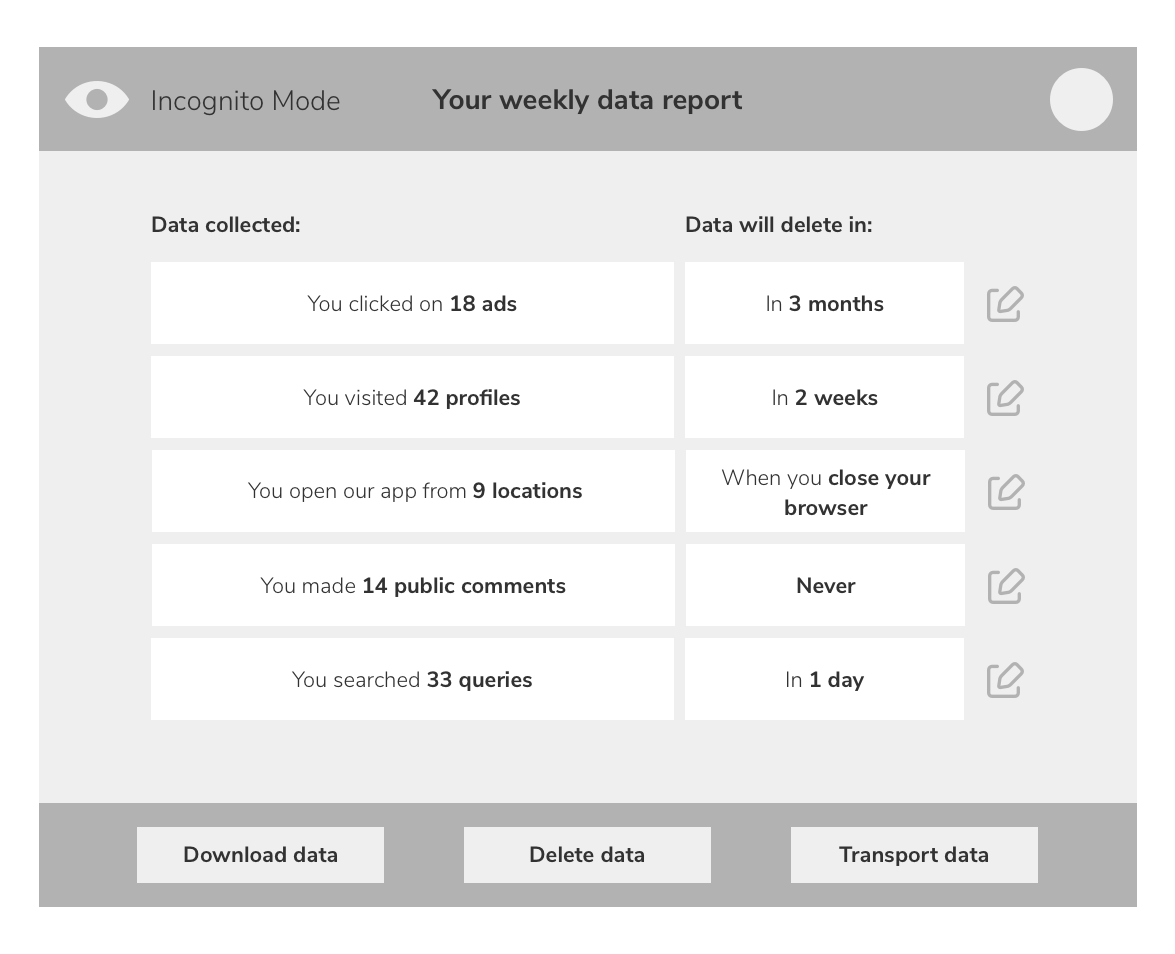 Incognito Mode
Your weekly data report
Data collected:
Data will delete in:
You clicked on 18 ads
In 3 months
You visited 42 profiles
In 2 weeks
You open our app from 9 locations
When you close your
browser
You made 14 public comments
Never
You searched 33 queries
In 1 day
Download data
Delete data
Transport data